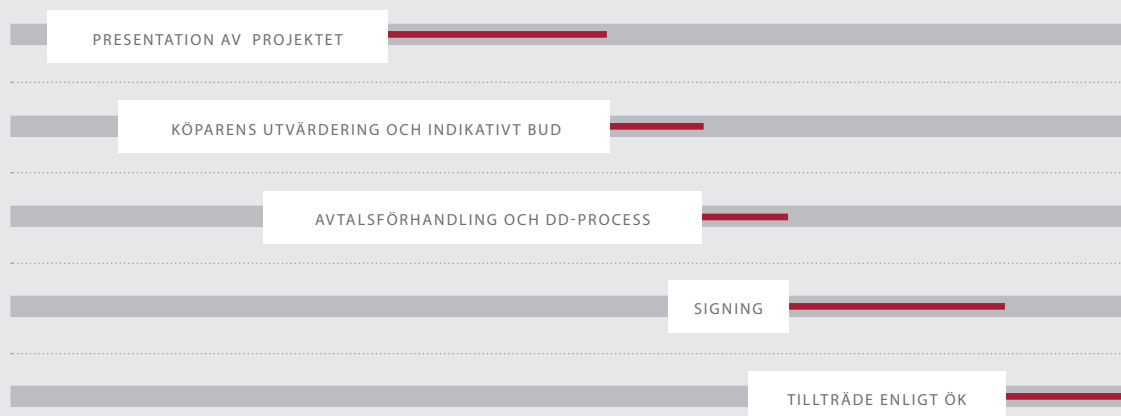 PRESENTATION AV PROJEKTET
KÖPARENS UTVÄRDERING OCH INDIKATIVT BUD
AVTALSFÖRHANDLING OCH DD-PROCESS
SIGNING
TILLTRÄDE ENLIGT ÖK